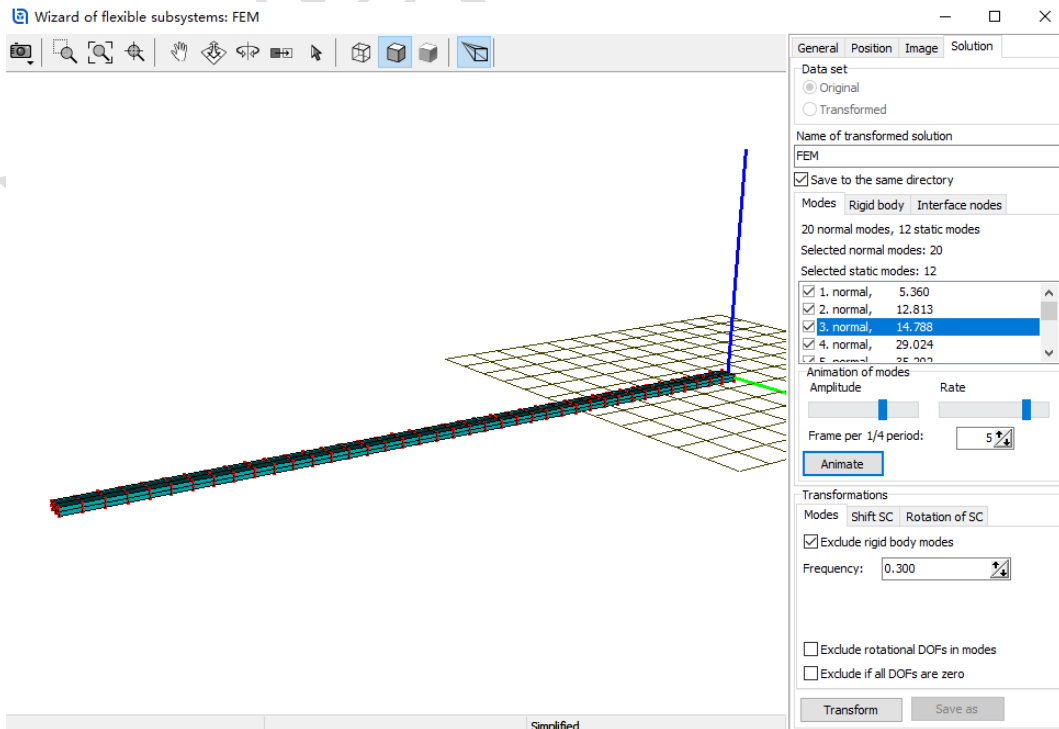 Wizard of flexible subsystems: FEM
General Position Image Solution
Data set
Original
Transformed
Name of transformed solution
FEM
Save to the same directory
Modes Rigid body Interface nodes
20 normal modes, 12 static modes
Selected normal modes: 20
Selected static modes: 12
1. normal, 5.360
2. normal, 12.813
3. normal, 14.788
4. normal, 29.024
5. normal 35.202
Animation of modes
Amplitude Rate
Frame per 1/4 period: 5
Animate
Transformations
Modes Shift SC Rotation of SC
Exclude rigid body modes
Frequency: 0.300
Exclude rotational DOFs in modes
Exclude if all DOFs are zero
Transform Save as
Simplified